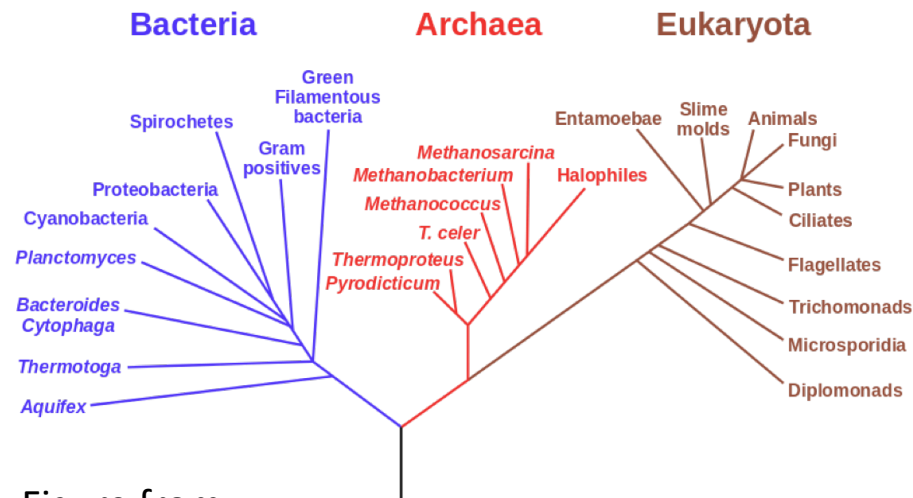 Bacteria
Archaea
Eukaryota
Green
Filamentous
bacteria
Spirochetes
Gram
positives
Proteobacteria
Cyanobacteria
Planctomyces
Bacteroides
Cytophaga
Thermotoga
Aquifex
Methanosarcina
Methanobacterium
Halophiles
Methanococcus
T. celer
Thermoproteus
Pyrodicticum
Entamoebae
Slime
molds
Animals
Fungi
Plants
Ciliates
Flagellates
Trichomonads
Microsporidia
Diplomonads
Figure from